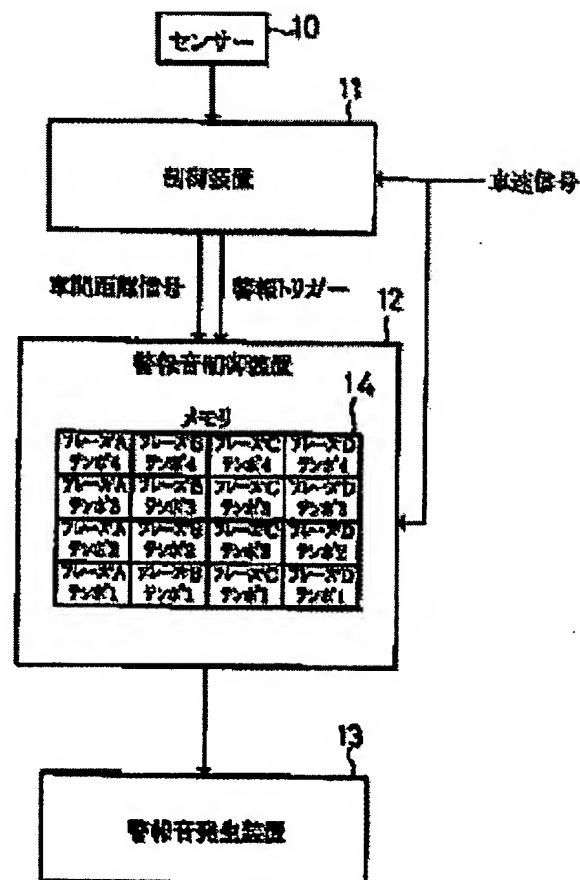 センサー 10
11
制御装置
車速信号
車間距離信号 警報トリガー
12
警報音制御装置
14
メモリ
フレーズA フレーズB フレーズC フレーズD
テンポ4 テンポ4 テンポ4 テンポ4
フレーズA フレーズB フレーズC フレーズD
テンポ3 テンポ3 テンポ3 テンポ3
フレーズA フレーズB フレーズC フレーズD
テンポ2 テンポ2 テンポ2 テンポ2
フレーズA フレーズB フレーズC フレーズD
テンポ1 テンポ1 テンポ1 テンポ1
13
警報音発生装置